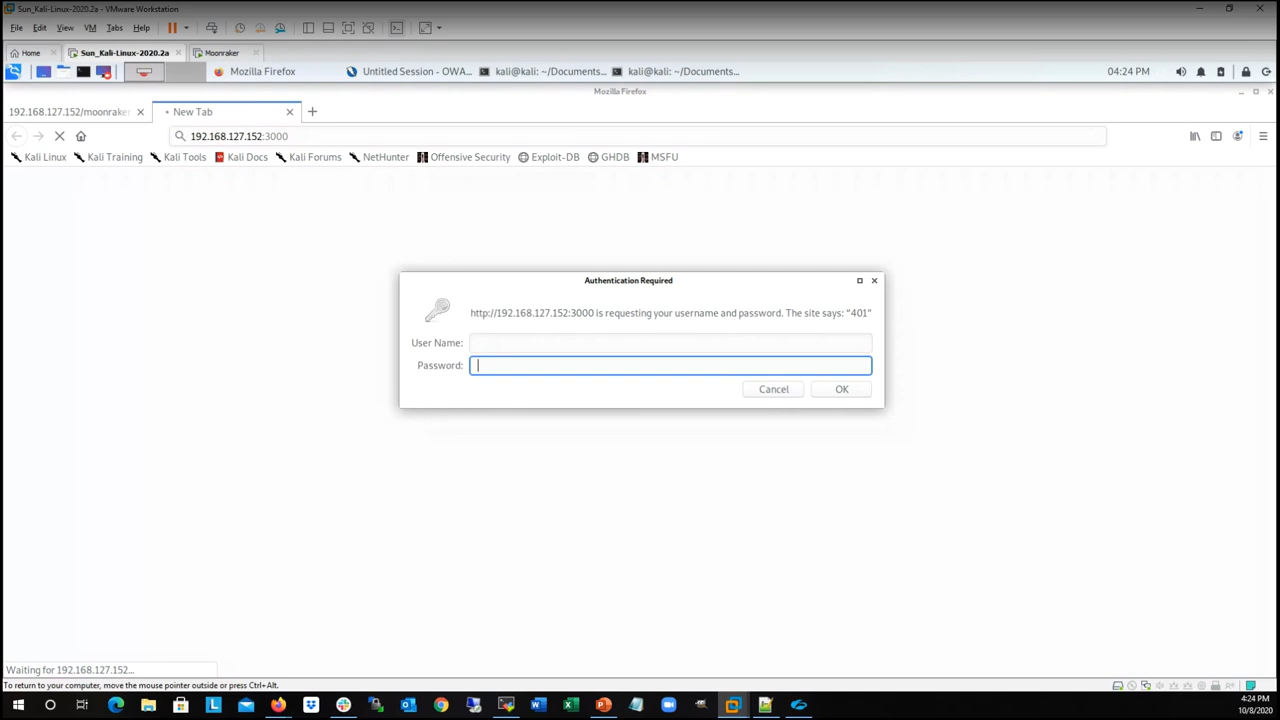 Sun_Kali-Linux-2020.2a - VMware Workstation
File Edit View VM Tabs Help
Home Sun_Kali-Linux-2020.2a Moonraker
Mozilla Firefox Untitled Session - OWA... kali@kali: ~/Documents... kali@kali: ~/Documents... 04:24 PM
Mozilla Firefox
192.168.127.152/moonrake New Tab
192.168.127.152:3000
Kali Linux Kali Training Kali Tools Kali Docs Kali Forums NetHunter Offensive Security Exploit-DB GHDB MSFU
Authentication Required
http://192.168.127.152:3000 is requesting your username and password. The site says: “401”
User Name:
Password:
Cancel OK
Waiting for 192.168.127.152...
To return to your computer, move the mouse pointer outside or press Ctrl+Alt.
4:24 PM
10/8/2020